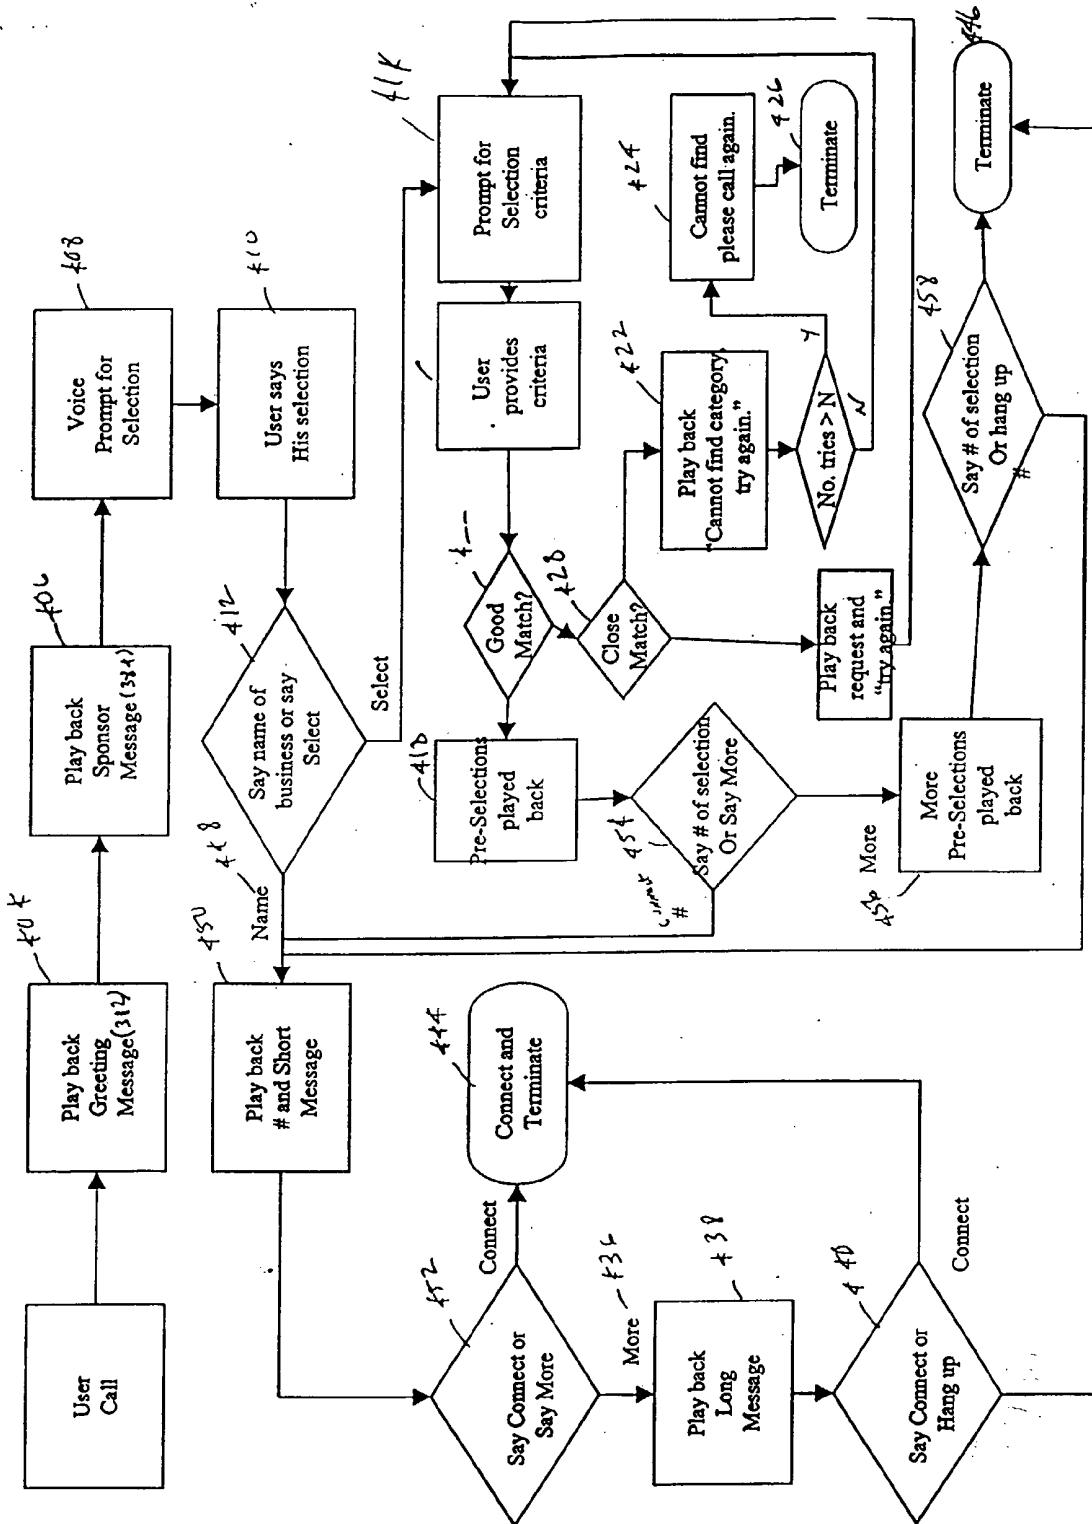 User
Call
Play back
Greeting
Message(312)
404
Play back
Sponsor
Message(384)
406
Voice
Prompt for
Selection
408
User says
His selection
410
Say name of
business or say
Select
412
Name
Select
450
Play back
# and Short
Message
Say Connect or
Say More
452
Connect
Connect and
Terminate
444
More
436
Play back
Long
Message
438
Say Connect or
Hang up
440
Connect
Prompt for
Selection
criteria
414
User
provides
criteria
Good
Match?
Close
Match?
428
Play back
"Cannot find category,
try again."
422
No. tries > N
Y
N
Cannot find
please call again.
424
Terminate
426
Play back
request and
"try again."
Pre-Selections
played
back
418
Say # of selection
Or Say More
454
#
More
More
Pre-Selections
played
back
456
Say # of selection
Or hang up
458
#
Terminate
446